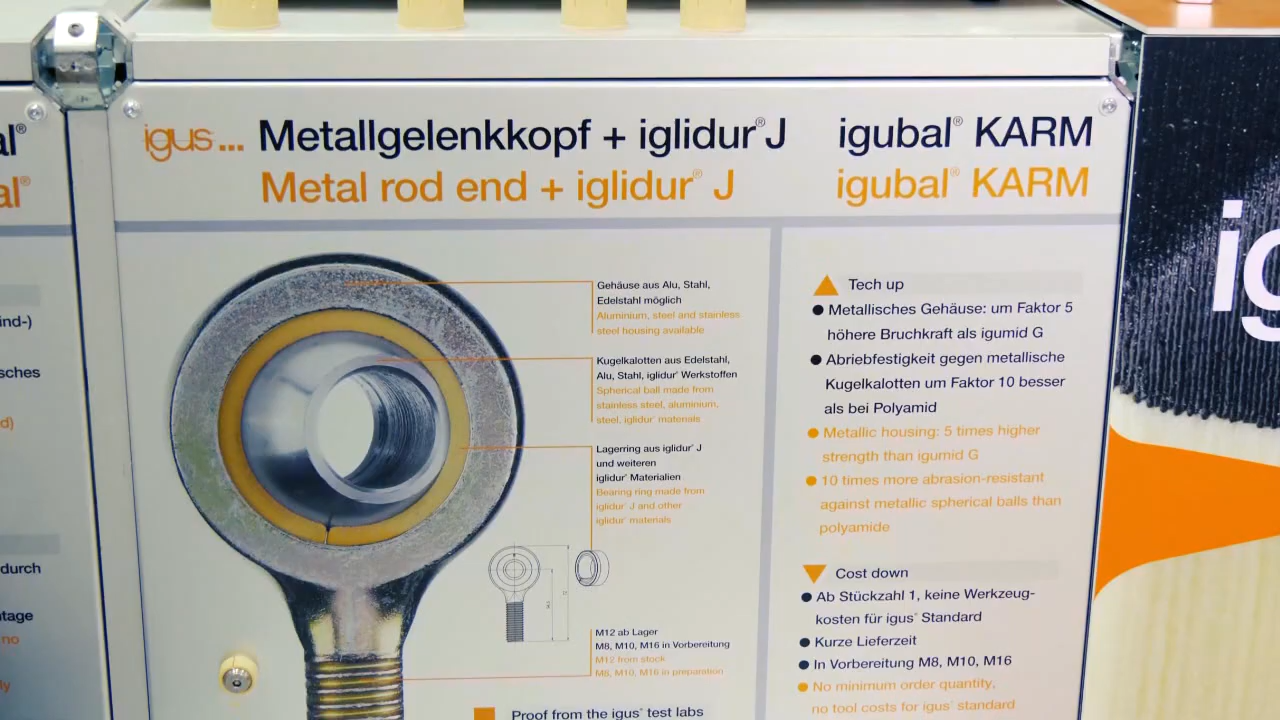 al®
al®
ind-)
sches
d)
durch
tage
no
ly
igus... Metallgelenkkopf + iglidur® J igubal® KARM
Metal rod end + iglidur® J igubal® KARM
Gehäuse aus Alu, Stahl,
Edelstahl möglich
Aluminium, steel and stainless
steel housing available
Kugelkalotten aus Edelstahl,
Alu, Stahl, iglidur® Werkstoffen
Spherical ball made from
stainless steel, aluminium,
steel, iglidur® materials
Lagerring aus iglidur® J
und weiteren
iglidur® Materialien
Bearing ring made from
iglidur® J and other
iglidur® materials
M12 ab Lager
M8, M10, M16 in Vorbereitung
M12 from stock
M8, M10, M16 in preparation
Proof from the igus® test labs
Tech up
Metallisches Gehäuse: um Faktor 5
höhere Bruchkraft als igumid G
Abriebfestigkeit gegen metallische
Kugelkalotten um Faktor 10 besser
als bei Polyamid
Metallic housing: 5 times higher
strength than igumid G
10 times more abrasion-resistant
against metallic spherical balls than
polyamide
Cost down
Ab Stückzahl 1, keine Werkzeug-
kosten für igus® Standard
Kurze Lieferzeit
In Vorbereitung M8, M10, M16
No minimum order quantity,
no tool costs for igus® standard
ig